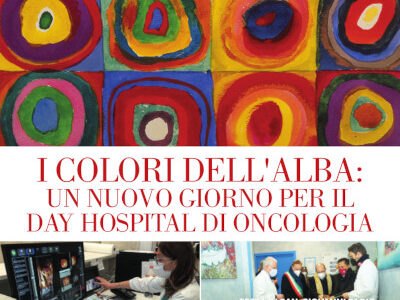 I COLORI DELL'ALBA:
UN NUOVO GIORNO PER IL
DAY HOSPITAL DI ONCOLOGIA